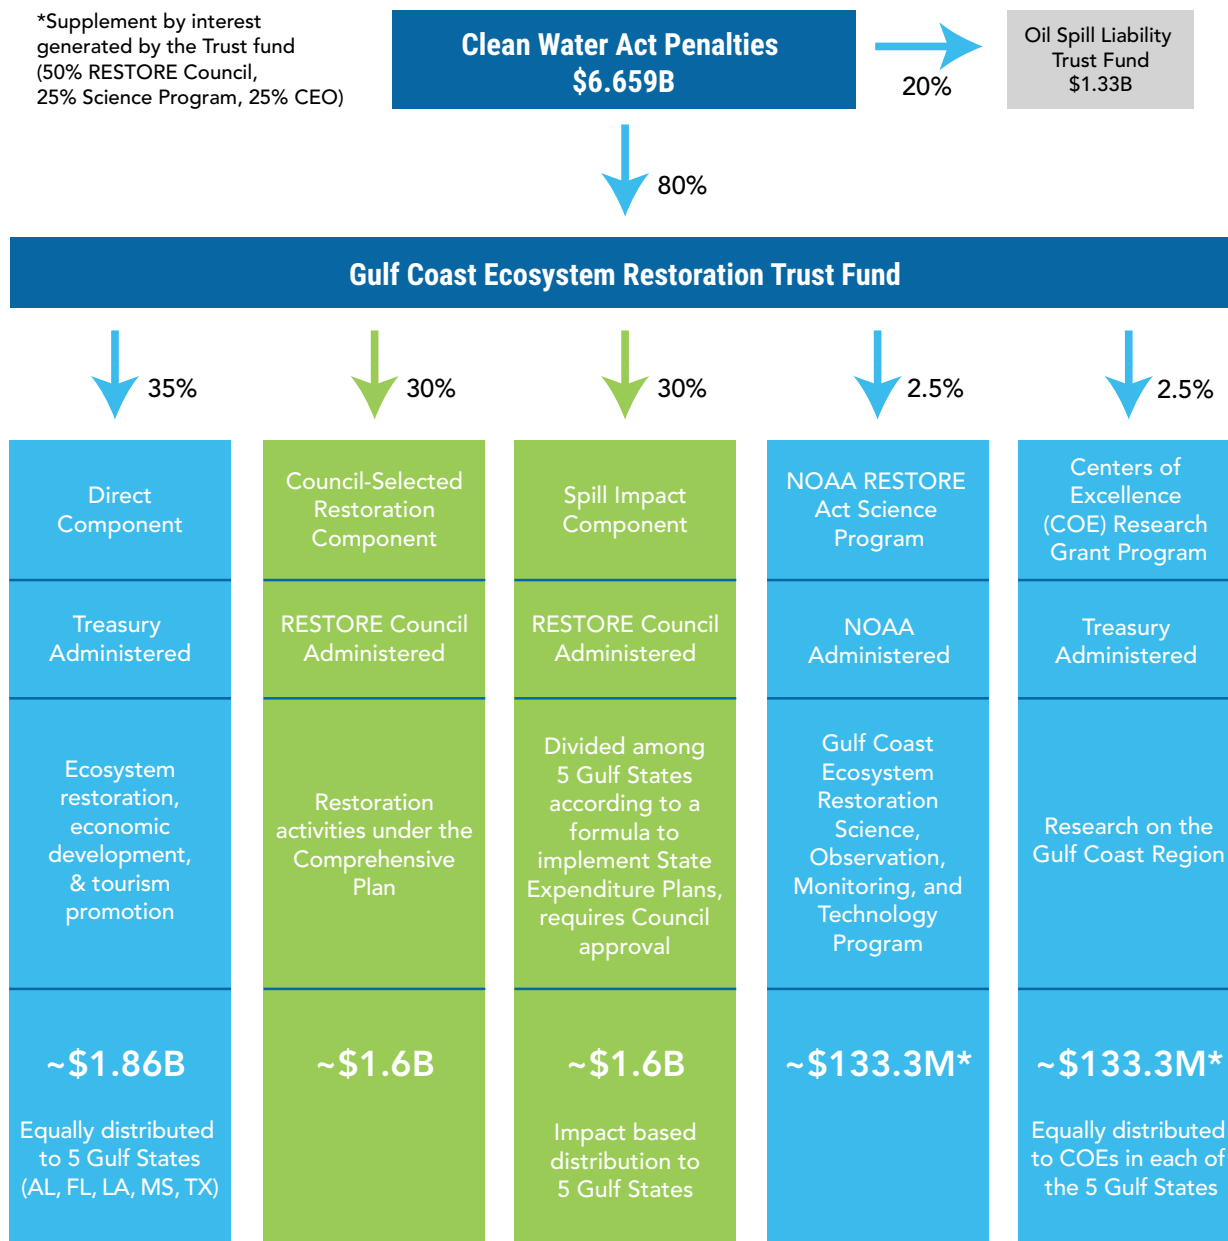 *Supplement by interest
generated by the Trust fund
(50% RESTORE Council,
25% Science Program, 25% CEO)
Clean Water Act Penalties
$6.659B
20%
Oil Spill Liability
Trust Fund
$1.33B
80%
Gulf Coast Ecosystem Restoration Trust Fund
35%
30%
30%
2.5%
2.5%
Direct
Component
Treasury
Administered
Ecosystem
restoration,
economic
development,
& tourism
promotion
~$1.86B
Equally distributed
to 5 Gulf States
(AL, FL, LA, MS, TX)
Council-Selected
Restoration
Component
RESTORE Council
Administered
Restoration
activities under the
Comprehensive
Plan
~$1.6B
Spill Impact
Component
RESTORE Council
Administered
Divided among
5 Gulf States
according to a
formula to
implement State
Expenditure Plans,
requires Council
approval
~$1.6B
Impact based
distribution to
5 Gulf States
NOAA RESTORE
Act Science
Program
NOAA
Administered
Gulf Coast
Ecosystem
Restoration
Science,
Observation,
Monitoring, and
Technology
Program
~$133.3M*
Centers of
Excellence
(COE) Research
Grant Program
Treasury
Administered
Research on the
Gulf Coast Region
~$133.3M*
Equally distributed
to COEs in each of
the 5 Gulf States